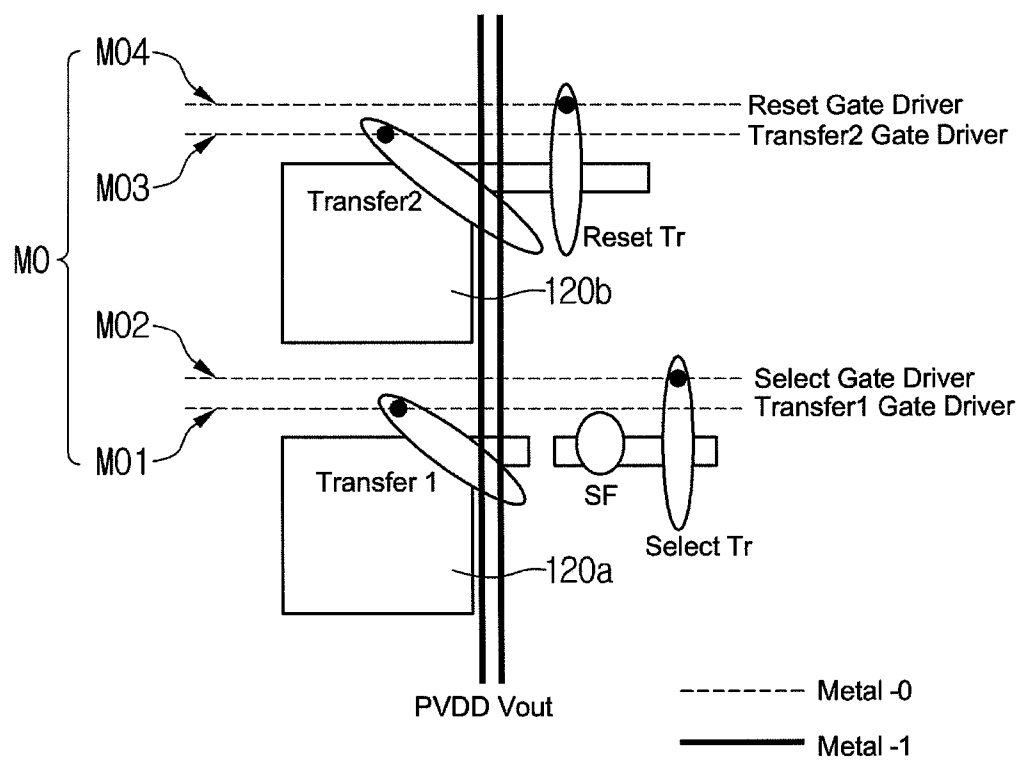 M04
Reset Gate Driver
Transfer2 Gate Driver
M03
Transfer2
Reset Tr
M0
120b
M02
Select Gate Driver
Transfer1 Gate Driver
M01
Transfer 1
SF
Select Tr
120a
PVDD Vout
Metal -0
Metal -1